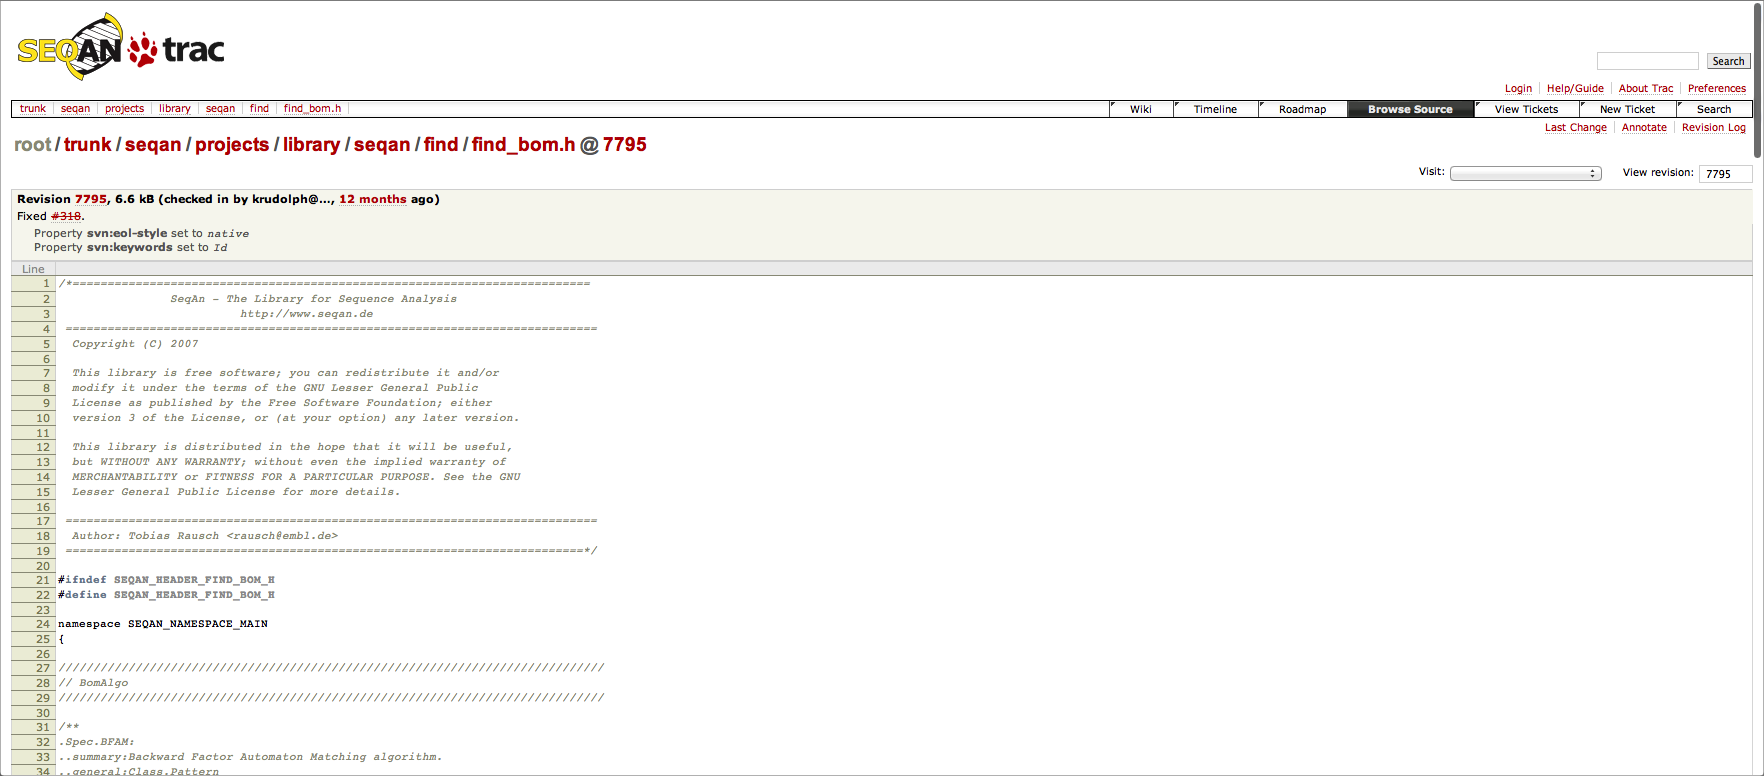 SEQAN trac
Search
Login Help/Guide About Trac Preferences
trunk seqan projects library seqan find find_bom.h Wiki Timeline Roadmap Browse Source View Tickets New Ticket Search
Last Change Annotate Revision Log
root/trunk/seqan/projects/library/seqan/find/find_bom.h @ 7795
Visit: View revision: 7795
Revision 7795, 6.6 kB (checked in by krudolph@..., 12 months ago)
Fixed #318.
Property svn:eol-style set to native
Property svn:keywords set to Id
Line
1 /*==========================================================================
2 SeqAn - The Library for Sequence Analysis
3 http://www.seqan.de
4 ============================================================================
5 Copyright (C) 2007
6
7 This library is free software; you can redistribute it and/or
8 modify it under the terms of the GNU Lesser General Public
9 License as published by the Free Software Foundation; either
10 version 3 of the License, or (at your option) any later version.
11
12 This library is distributed in the hope that it will be useful,
13 but WITHOUT ANY WARRANTY; without even the implied warranty of
14 MERCHANTABILITY or FITNESS FOR A PARTICULAR PURPOSE. See the GNU
15 Lesser General Public License for more details.
16
17 ============================================================================
18 Author: Tobias Rausch <rausch@embl.de>
19 ==========================================================================*/
20
21 #ifndef SEQAN_HEADER_FIND_BOM_H
22 #define SEQAN_HEADER_FIND_BOM_H
23
24 namespace SEQAN_NAMESPACE_MAIN
25 {
26
27 //////////////////////////////////////////////////////////////////////////////
28 // BomAlgo
29 //////////////////////////////////////////////////////////////////////////////
30
31 /**
32 .Spec.BFAM:
33 ..summary:Backward Factor Automaton Matching algorithm.
34 ..general:Class.Pattern